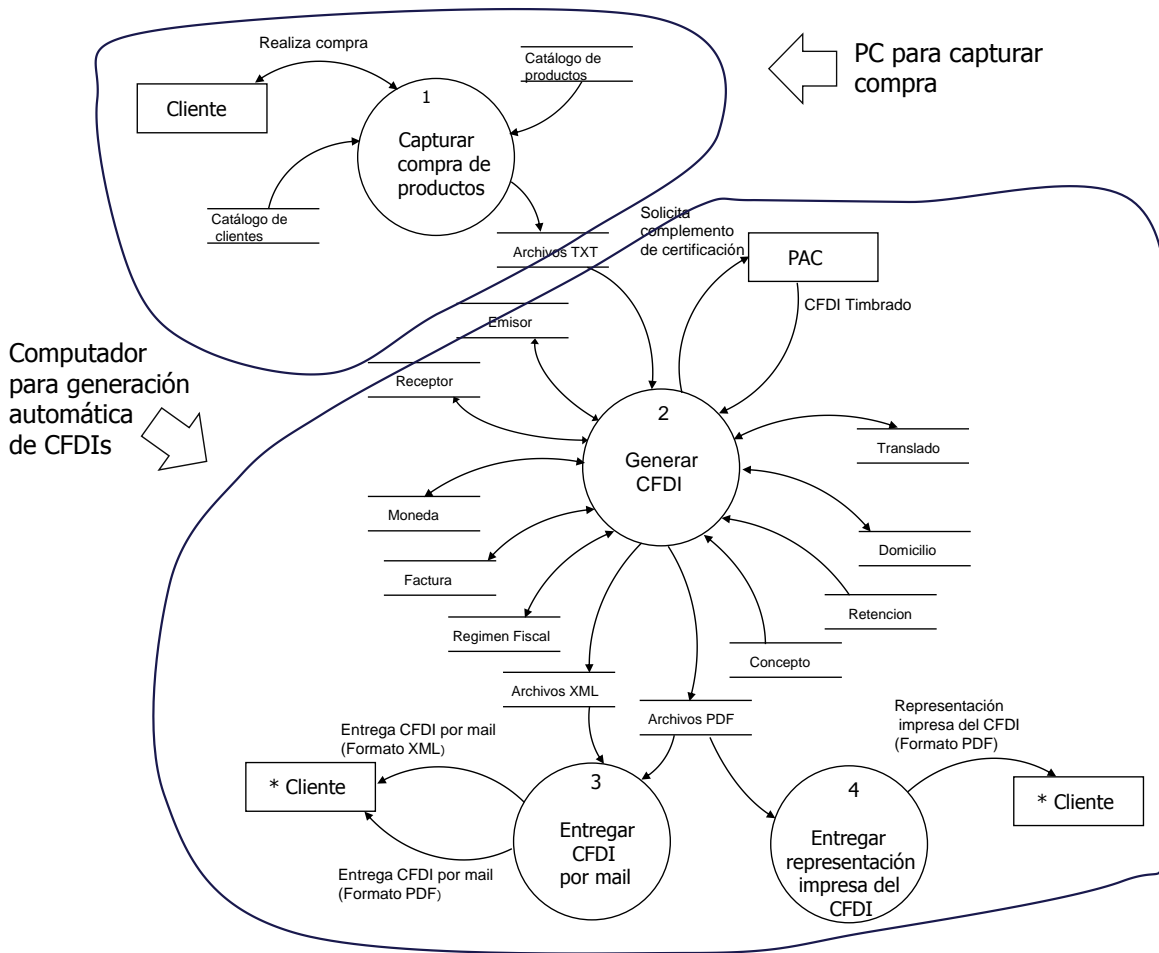 Realiza compra
Catálogo de
productos
PC para capturar
compra
Cliente
1
Capturar
compra de
productos
Catálogo de
clientes
Archivos TXT
Solicita
complemento
de certificación
PAC
CFDI Timbrado
Emisor
Computador
para generación
automática
de CFDIs
Receptor
2
Generar
CFDI
Translado
Moneda
Domicilio
Factura
Retencion
Regimen Fiscal
Concepto
Archivos XML
Archivos PDF
Representación
impresa del CFDI
(Formato PDF)
Entrega CFDI por mail
(Formato XML)
* Cliente
3
Entregar
CFDI
por mail
4
Entregar
representación
impresa del
CFDI
* Cliente
Entrega CFDI por mail
(Formato PDF)